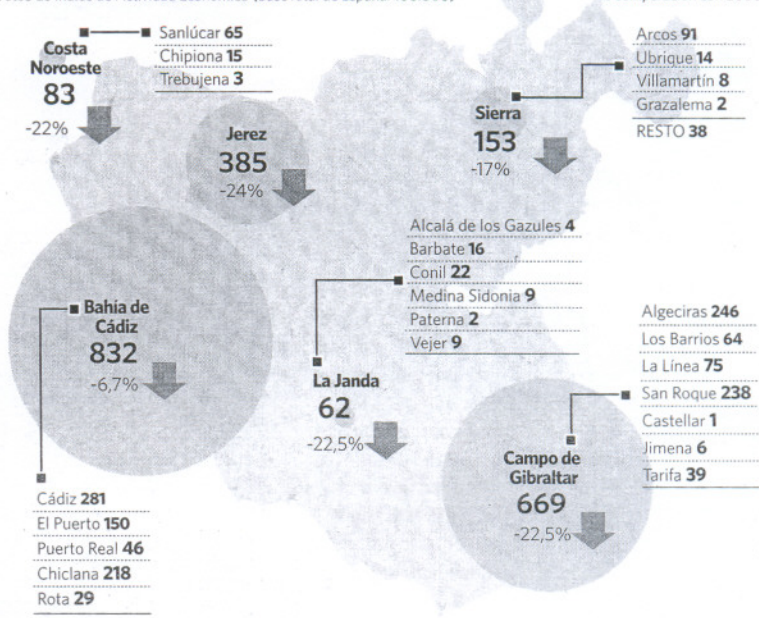 Costa
Noroeste
83
-22%
Sanlúcar 65
Chipiona 15
Trebujena 3
Jerez
385
-24%
Sierra
153
-17%
Arcos 91
Ubrique 14
Villamartín 8
Grazalema 2
RESTO 38
Bahía de
Cádiz
832
-6,7%
Cádiz 281
El Puerto 150
Puerto Real 46
Chiclana 218
Rota 29
La Janda
62
-22,5%
Alcalá de los Gazules 4
Barbate 16
Conil 22
Medina Sidonia 9
Paterna 2
Vejer 9
Campo de
Gibraltar
669
-22,5%
Algeciras 246
Los Barrios 64
La Línea 75
San Roque 238
Castellar 1
Jimena 6
Tarifa 39